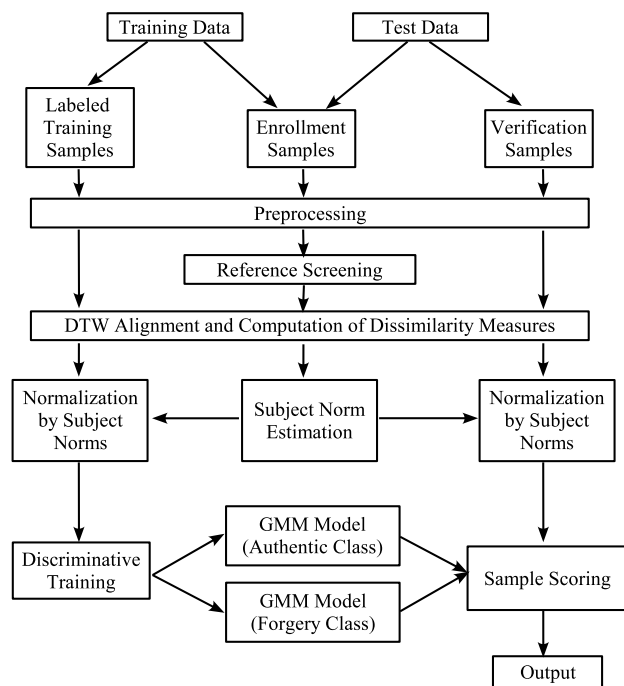 Training Data
Test Data
Labeled
Training
Samples
Enrollment
Samples
Verification
Samples
Preprocessing
Reference Screening
DTW Alignment and Computation of Dissimilarity Measures
Normalization
by Subject
Norms
Subject Norm
Estimation
Normalization
by Subject
Norms
Discriminative
Training
GMM Model
(Authentic Class)
GMM Model
(Forgery Class)
Sample Scoring
Output